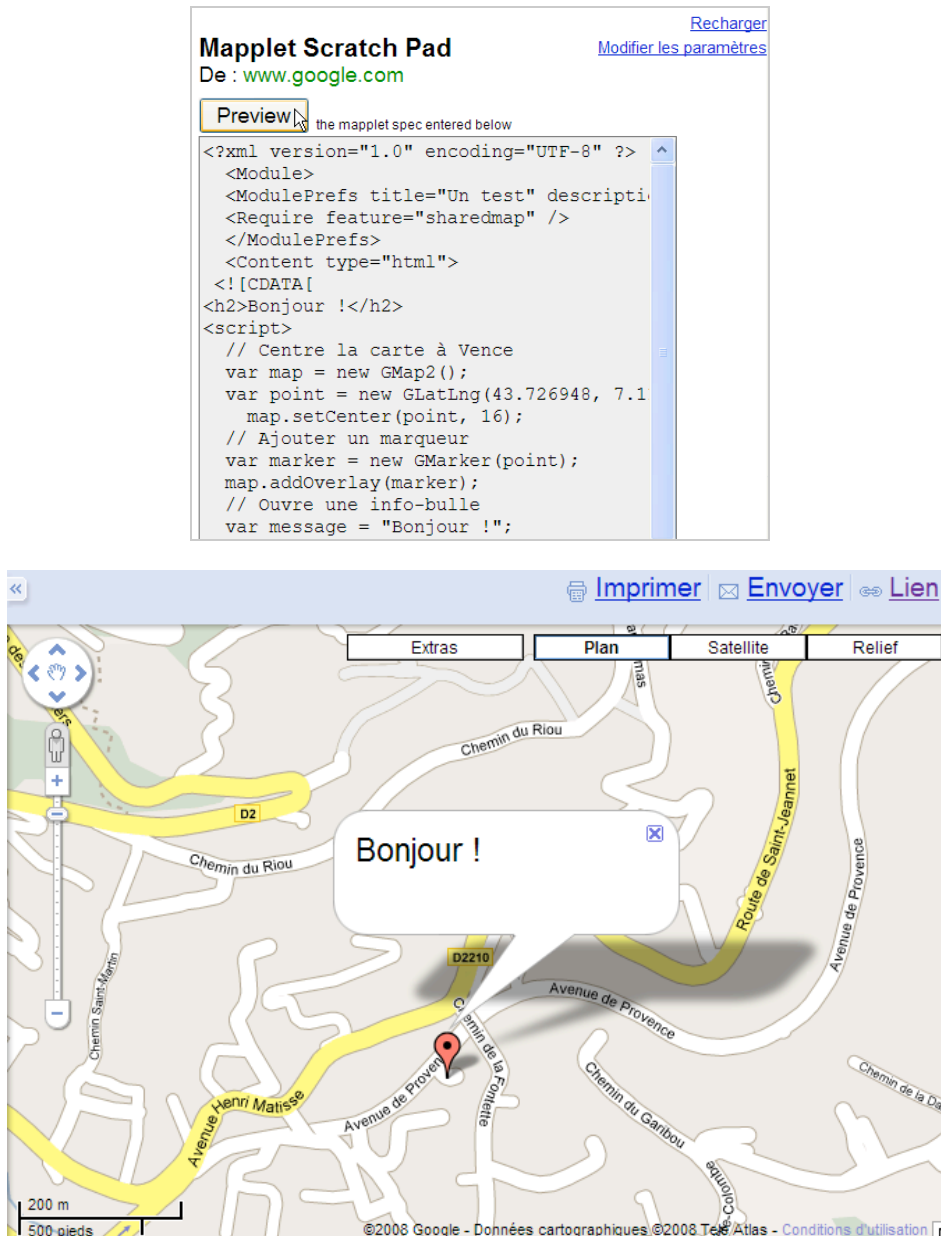 Recharger
Mapplet Scratch Pad
Modifier les paramètres
De : www.google.com
Preview
the mapplet spec entered below
<?xml version="1.0" encoding="UTF-8" ?>
<Module>
<ModulePrefs title="Un test" descripti
<Require feature="sharedmap" />
</ModulePrefs>
<Content type="html">
<![CDATA[
<h2>Bonjour !</h2>
<script>
// Centre la carte à Vence
var map = new GMap2();
var point = new GLatLng(43.726948, 7.1
map.setCenter(point, 16);
// Ajouter un marqueur
var marker = new GMarker(point);
map.addOverlay(marker);
// Ouvre une info-bulle
var message = "Bonjour !";
Imprimer Envoyer Lien
Extras Plan Satellite Relief
Chemin du Riou
D2
Chemin du Riou
Bonjour !
Route de Saint-Jeannet
Avenue de Provence
D2210
Chemin Saint-Martin
Avenue de Provence
Chemin de la Fontette
Avenue Henri Matisse
Avenue de Proven
Chemin du Garibou
Chemin de la Da
e-Colombe
200 m
500 pieds
©2008 Google - Données cartographiques ©2008 Tele Atlas - Conditions d'utilisation